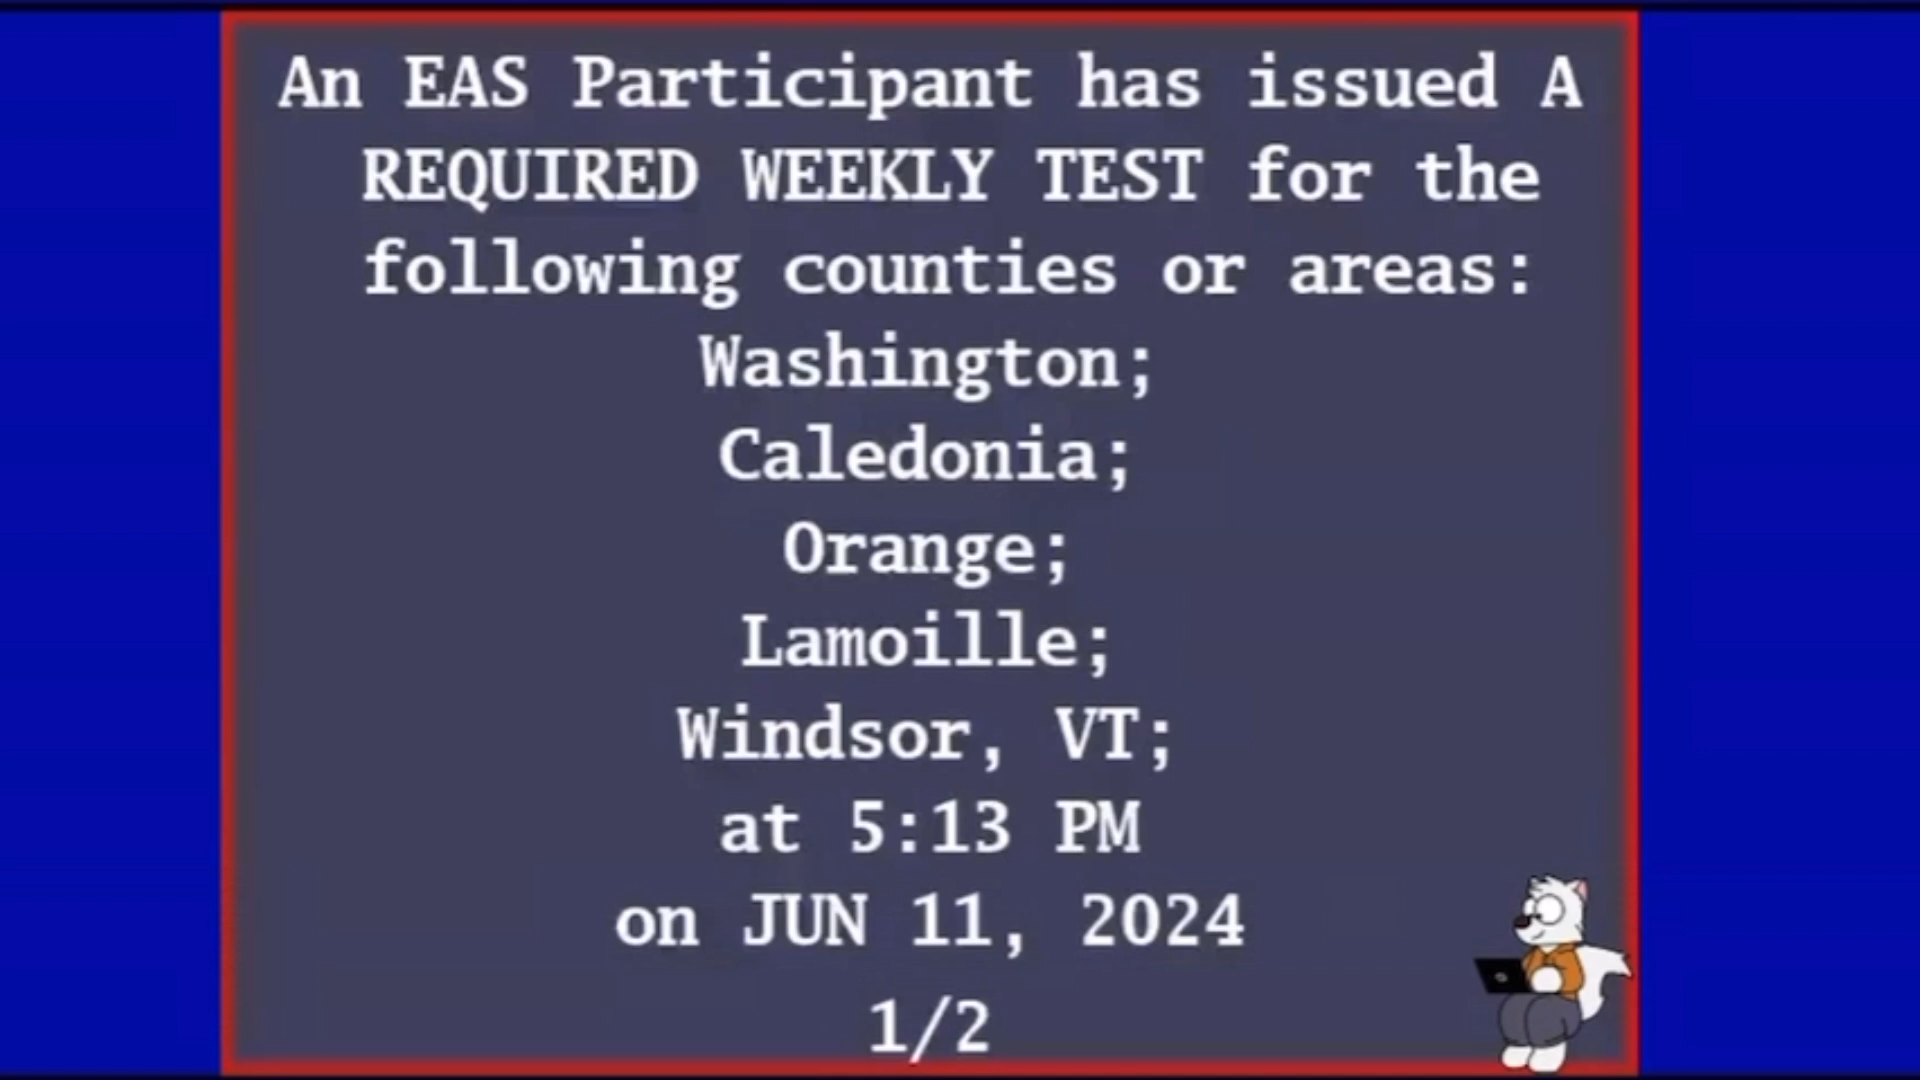 An EAS Participant has issued A
REQUIRED WEEKLY TEST for the
following counties or areas:
Washington;
Caledonia;
Orange;
Lamoille;
Windsor, VT;
at 5:13 PM
on JUN 11, 2024
1/2